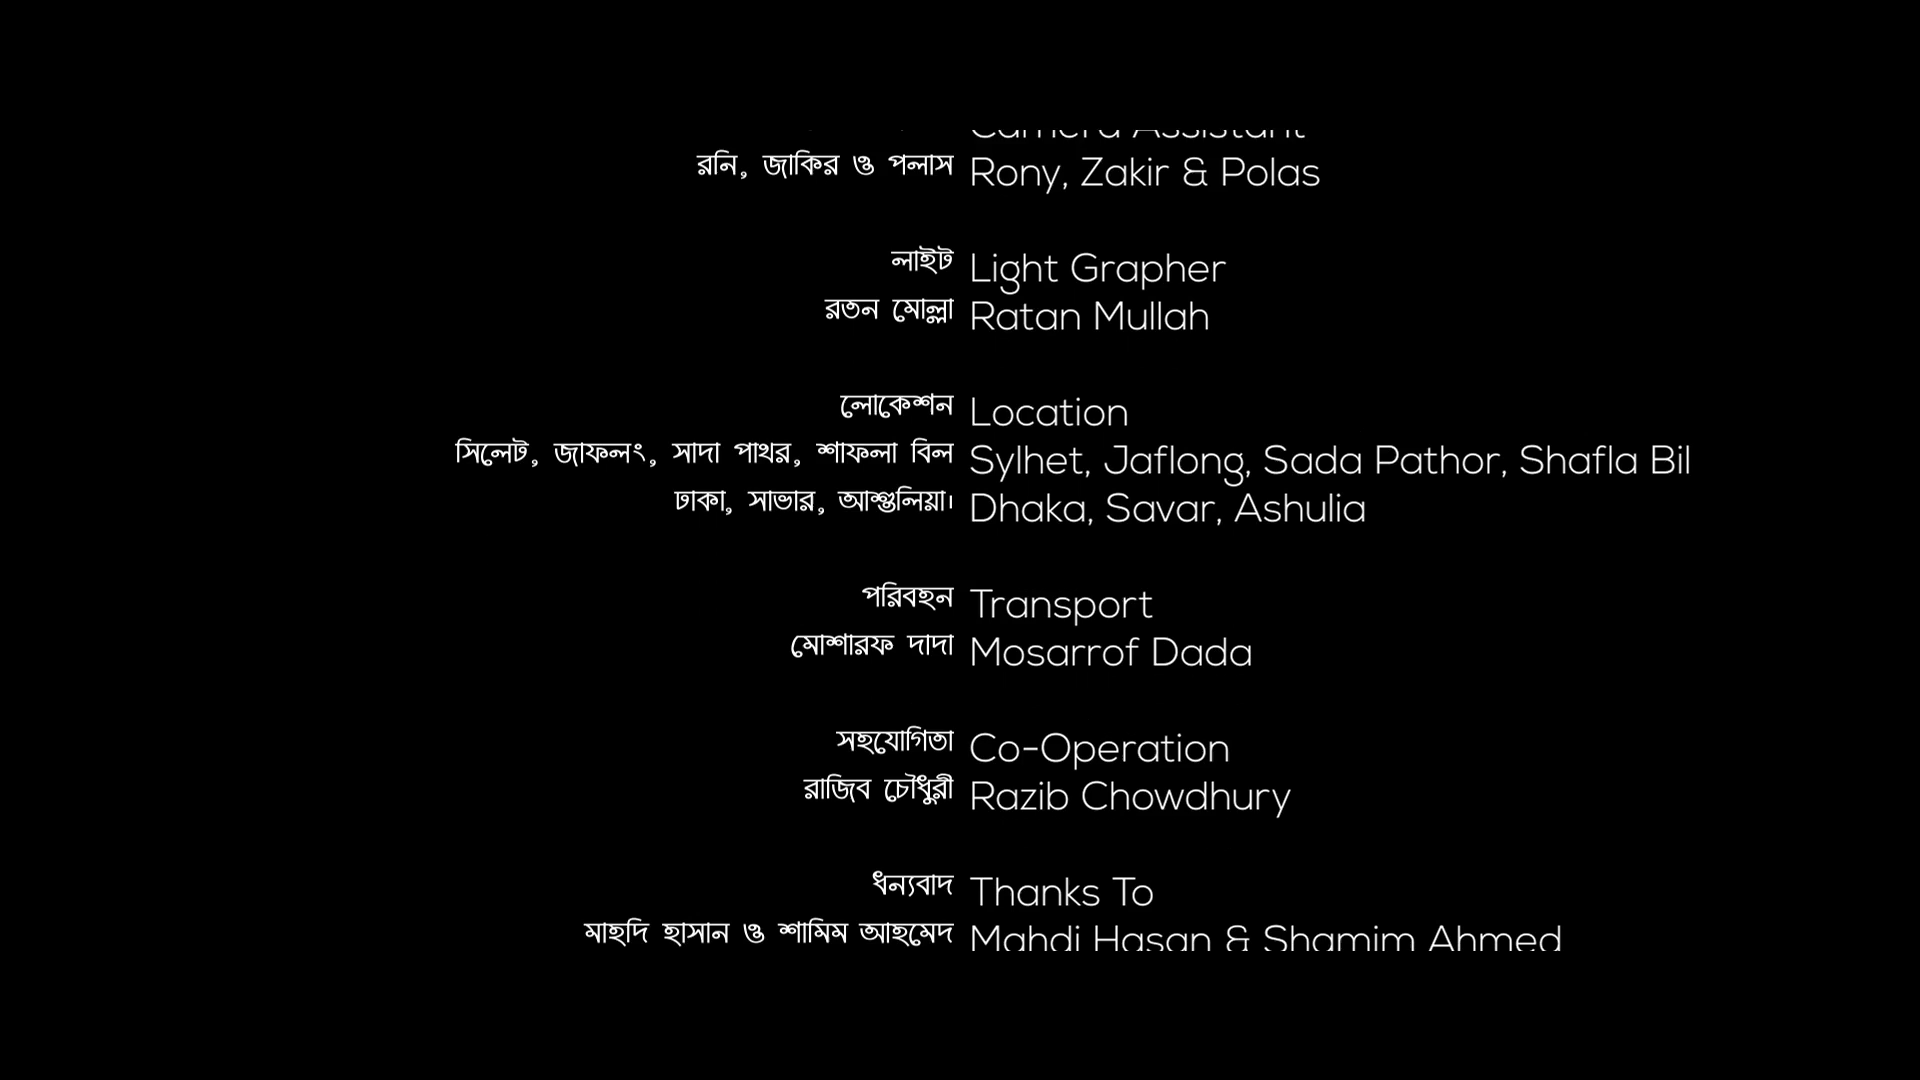 Camera Assistant
রনি, জাকির ও পলাস Rony, Zakir & Polas
লাইট Light Grapher
রতন মোল্লা Ratan Mullah
লোকেশন Location
সিলেট, জাফলং, সাদা পাথর, শাফলা বিল Sylhet, Jaflong, Sada Pathor, Shafla Bil
ঢাকা, সাভার, আশুলিয়া। Dhaka, Savar, Ashulia
পরিবহন Transport
মোশারফ দাদা Mosarrof Dada
সহযোগিতা Co-Operation
রাজিব চৌধুরী Razib Chowdhury
ধন্যবাদ Thanks To
মাহদি হাসান ও শামিম আহমেদ Mahdi Hasan & Shamim Ahmed